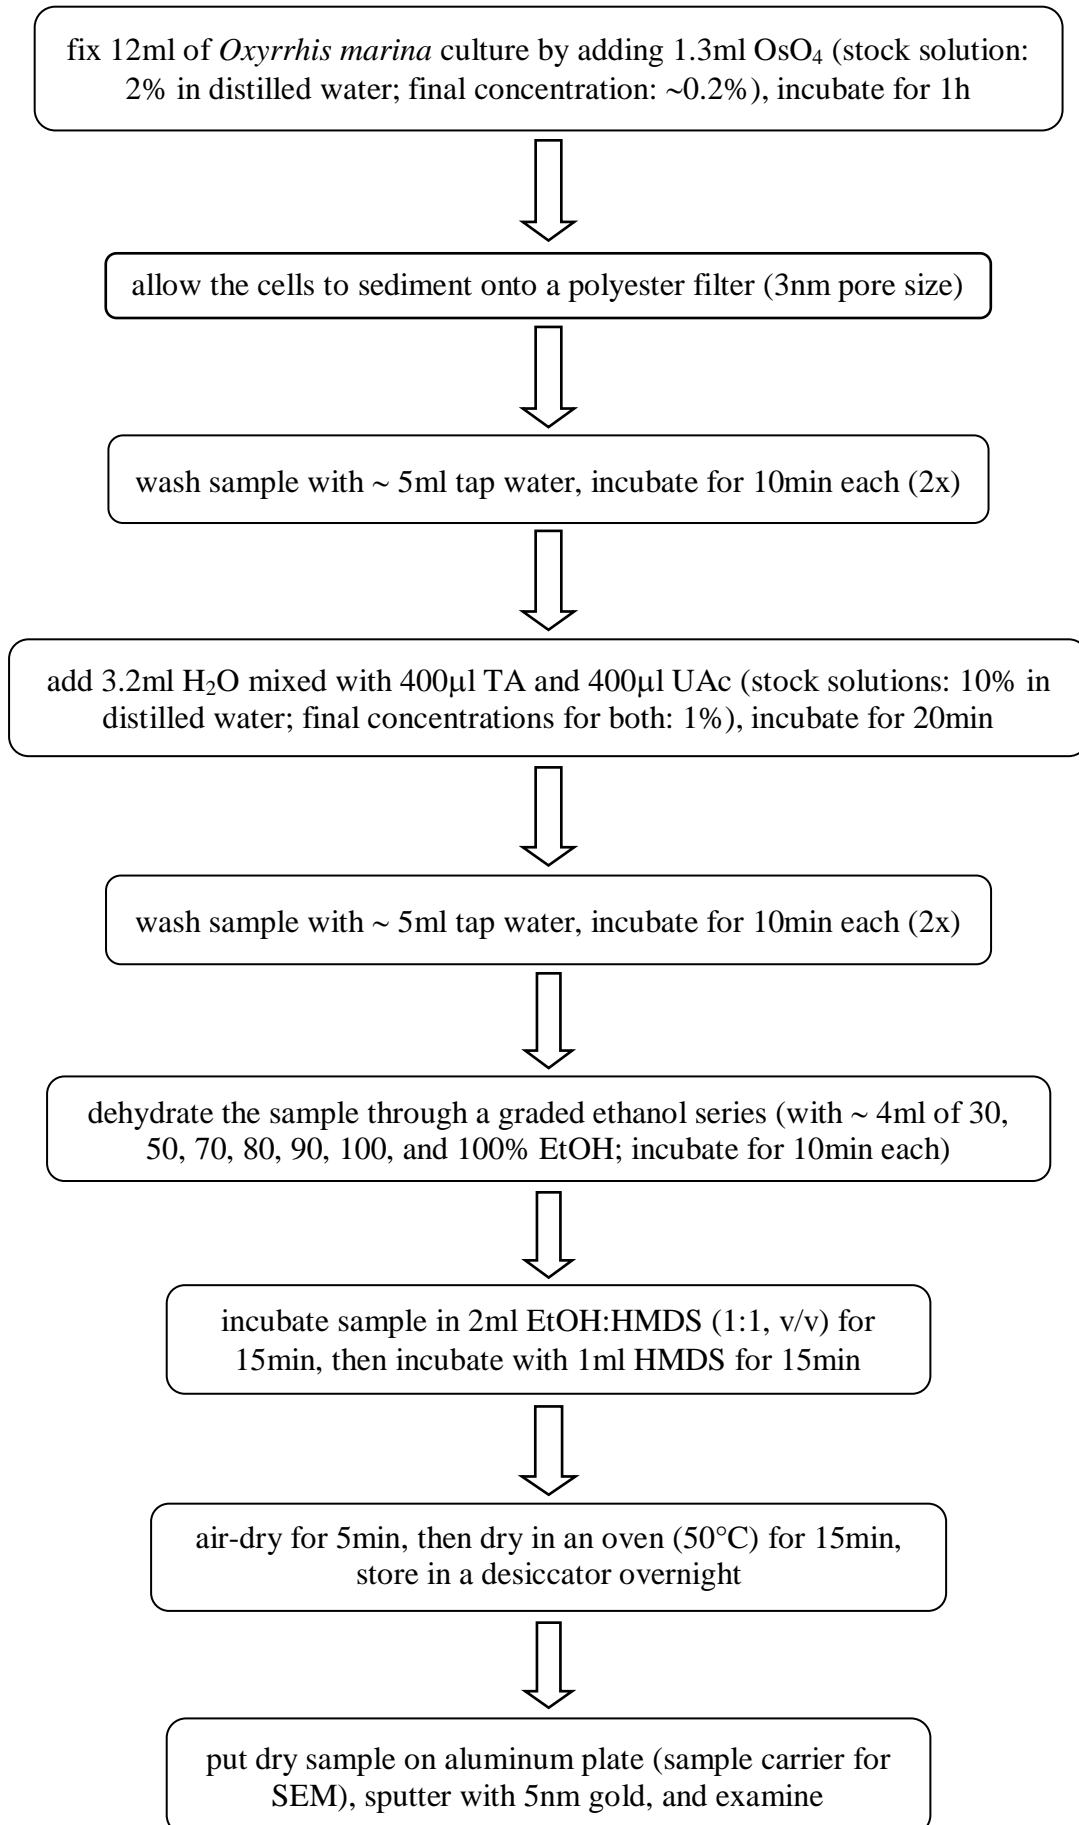 fix 12ml of Oxyrrhis marina culture by adding 1.3ml OsO₄ (stock solution:
2% in distilled water; final concentration: ~0.2%), incubate for 1h
allow the cells to sediment onto a polyester filter (3nm pore size)
wash sample with ~ 5ml tap water, incubate for 10min each (2x)
add 3.2ml H₂O mixed with 400μl TA and 400μl UAc (stock solutions: 10% in
distilled water; final concentrations for both: 1%), incubate for 20min
wash sample with ~ 5ml tap water, incubate for 10min each (2x)
dehydrate the sample through a graded ethanol series (with ~ 4ml of 30,
50, 70, 80, 90, 100, and 100% EtOH; incubate for 10min each)
incubate sample in 2ml EtOH:HMDS (1:1, v/v) for
15min, then incubate with 1ml HMDS for 15min
air-dry for 5min, then dry in an oven (50°C) for 15min,
store in a desiccator overnight
put dry sample on aluminum plate (sample carrier for
SEM), sputter with 5nm gold, and examine